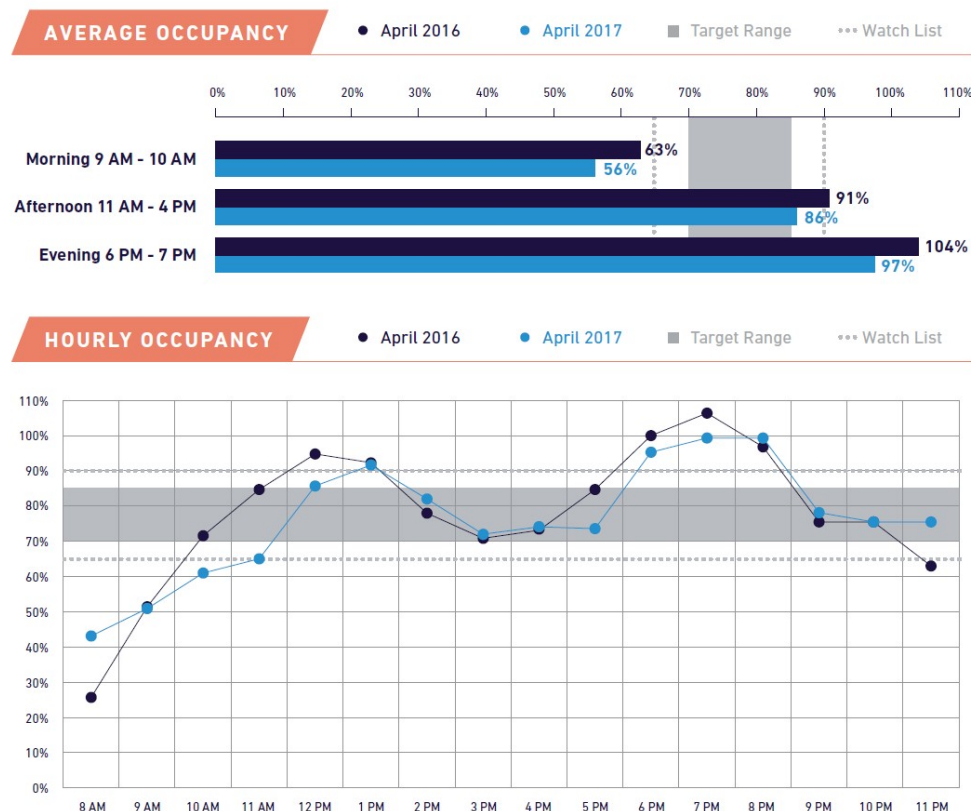 AVERAGE OCCUPANCY April 2016 April 2017 Target Range Watch List
0% 10% 20% 30% 40% 50% 60% 70% 80% 90% 100% 110%
Morning 9 AM - 10 AM 63%
56%
Afternoon 11 AM - 4 PM 91%
86%
Evening 6 PM - 7 PM 104%
97%
HOURLY OCCUPANCY April 2016 April 2017 Target Range Watch List
110%
100%
90%
80%
70%
60%
50%
40%
30%
20%
10%
0%
8 AM 9 AM 10 AM 11 AM 12 PM 1 PM 2 PM 3 PM 4 PM 5 PM 6 PM 7 PM 8 PM 9 PM 10 PM 11 PM